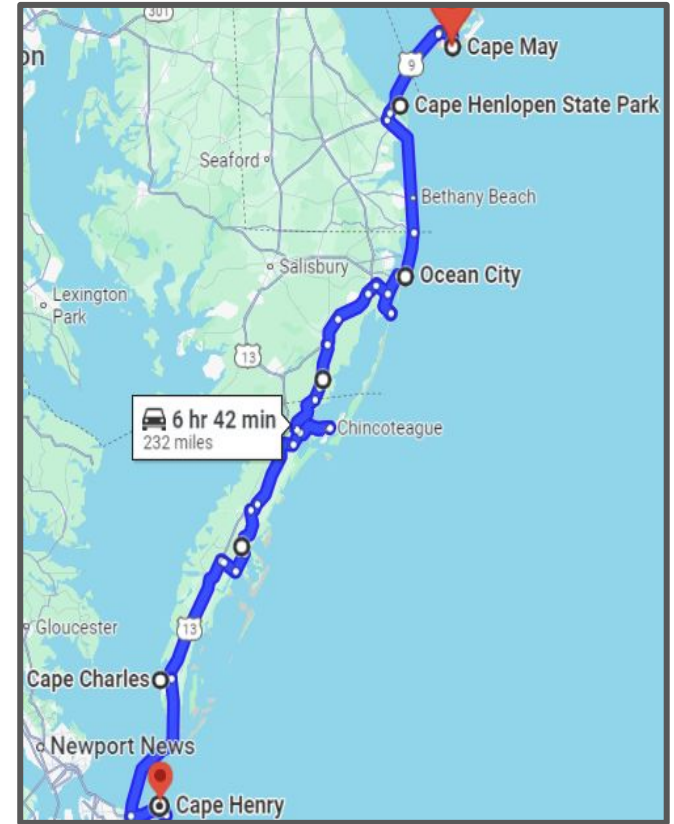 301
on
Cape May
9
Cape Henlopen State Park
Seaford
Bethany Beach
Salisbury
Ocean City
Lexington
Park
13
6 hr 42 min
232 miles
Chincoteague
Gloucester
13
Cape Charles
Newport News
Cape Henry